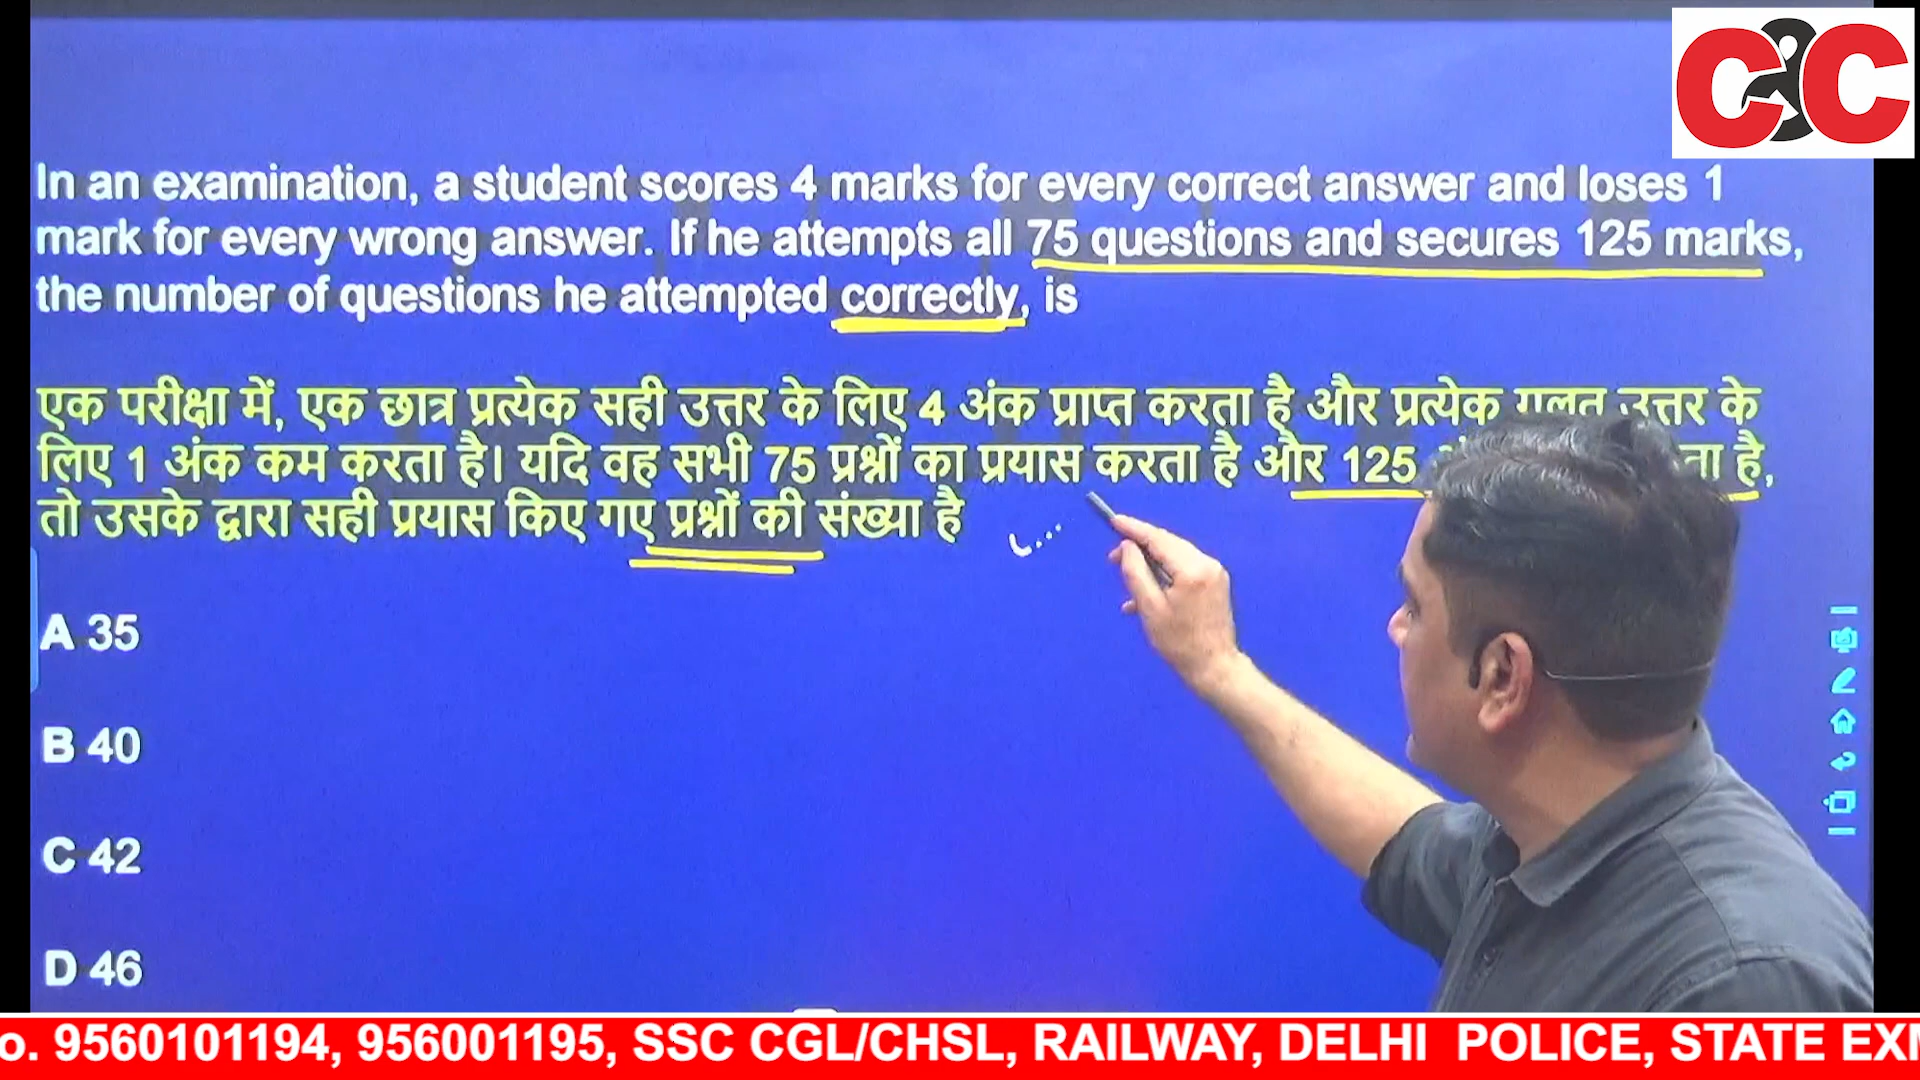 C3C
In an examination, a student scores 4 marks for every correct answer and loses 1
mark for every wrong answer. If he attempts all 75 questions and secures 125 marks,
the number of questions he attempted correctly, is
एक परीक्षा में, एक छात्र प्रत्येक सही उत्तर के लिए 4 अंक प्राप्त करता है और प्रत्येक गलत उत्तर के
लिए 1 अंक कम करता है। यदि वह सभी 75 प्रश्नों का प्रयास करता है और 125 है,
तो उसके द्वारा सही प्रयास किए गए प्रश्नों की संख्या है
A 35
B 40
C 42
D 46
o. 9560101194, 956001195, SSC CGL/CHSL, RAILWAY, DELHI POLICE, STATE EX